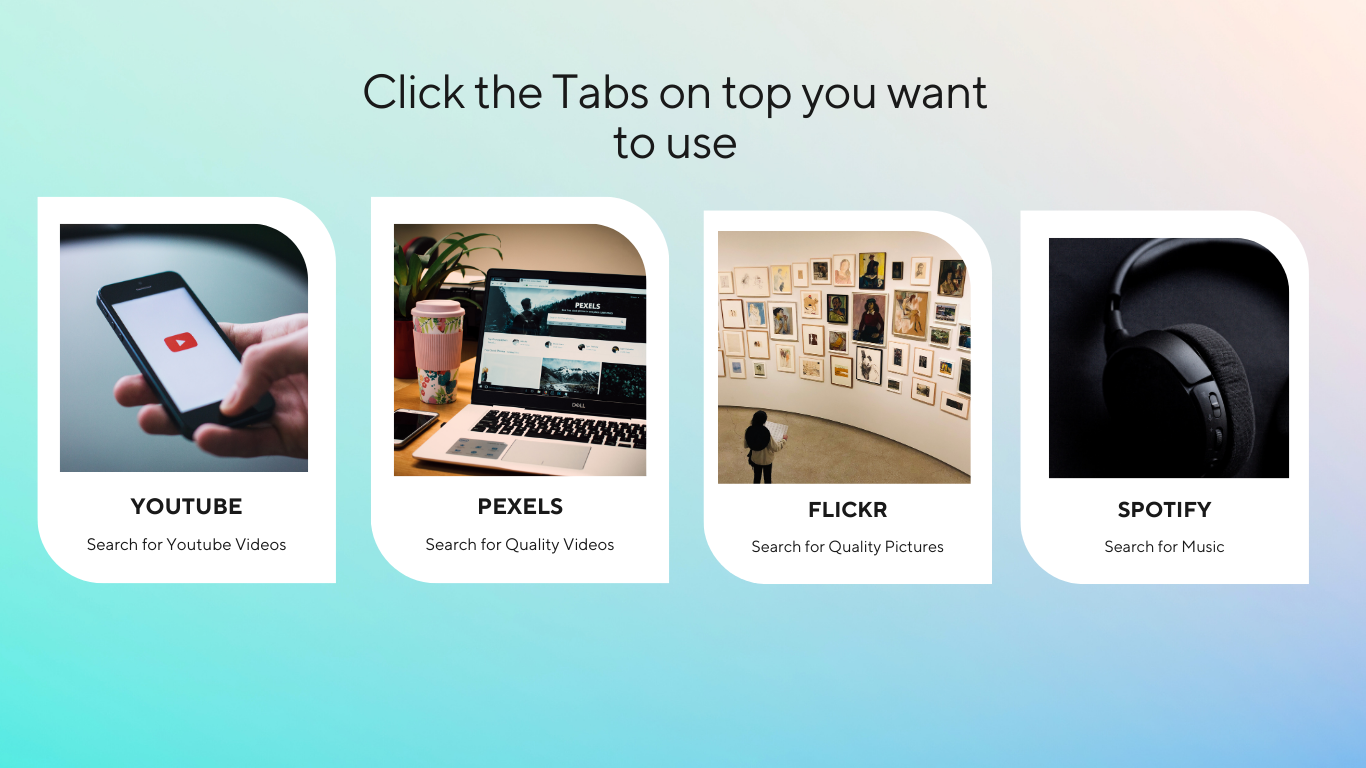 Click the Tabs on top you want
to use
PEXELS
DELL
YOUTUBE
Search for Youtube Videos
PEXELS
Search for Quality Videos
FLICKR
Search for Quality Pictures
SPOTIFY
Search for Music